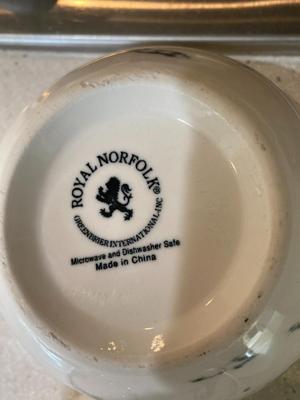 ROYAL NORFOLK®
GREENBRIER INTERNATIONAL, INC
Microwave and Dishwasher Safe
Made in China